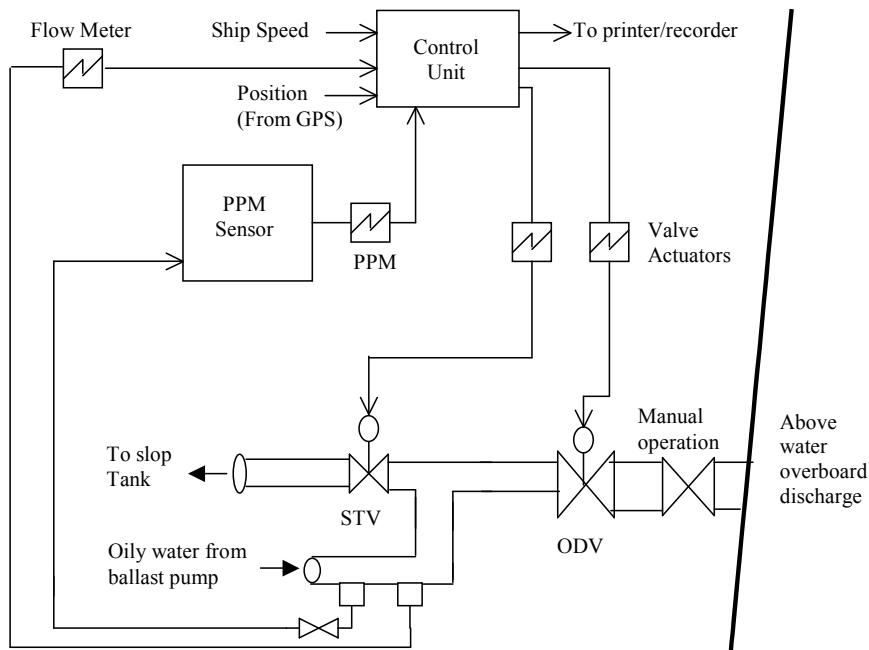 Flow Meter
Ship Speed
To printer/recorder
Control
Unit
Position
(From GPS)
PPM
Sensor
PPM
Valve
Actuators
Manual
operation
Above
water
overboard
discharge
To slop
Tank
STV
ODV
Oily water from
ballast pump